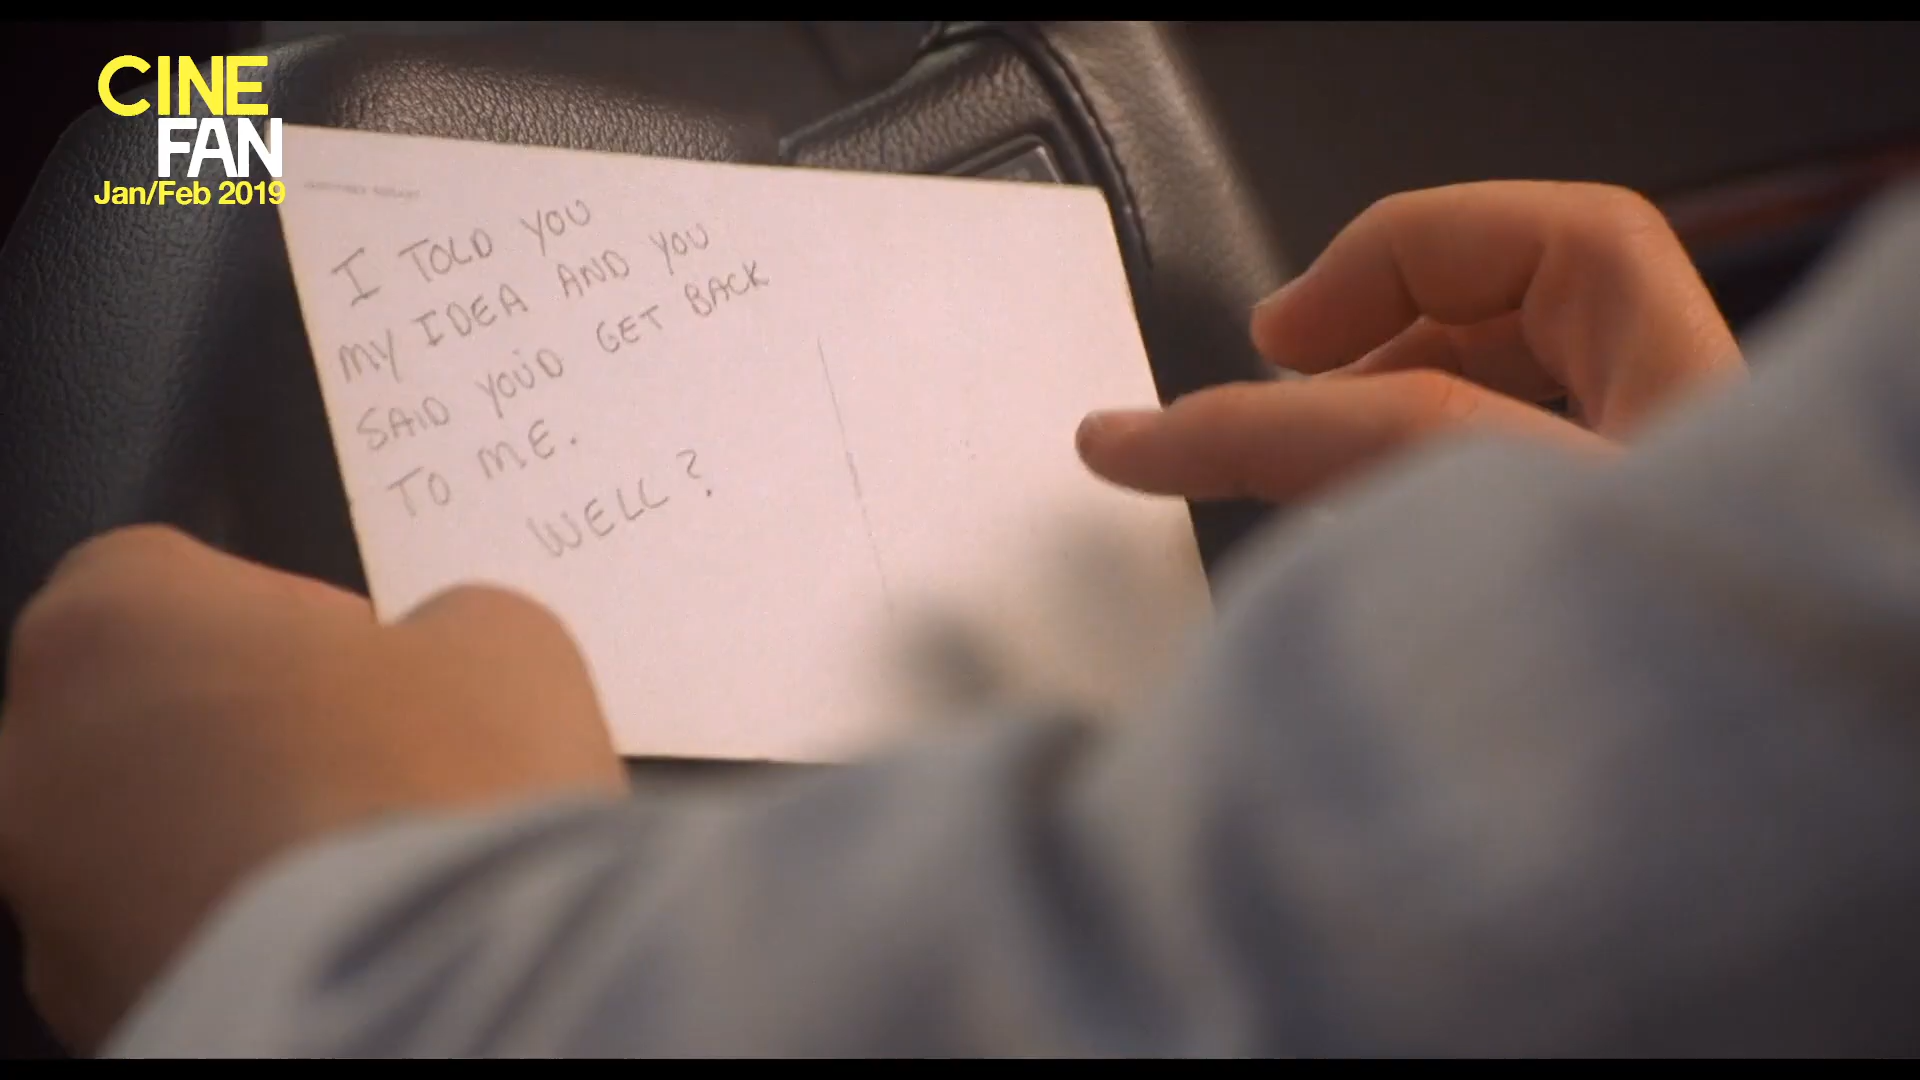 CINE
FAN
Jan/Feb 2019
I TOLD YOU
MY IDEA AND YOU
SAID YOU'D GET BACK
TO ME.
WELL?